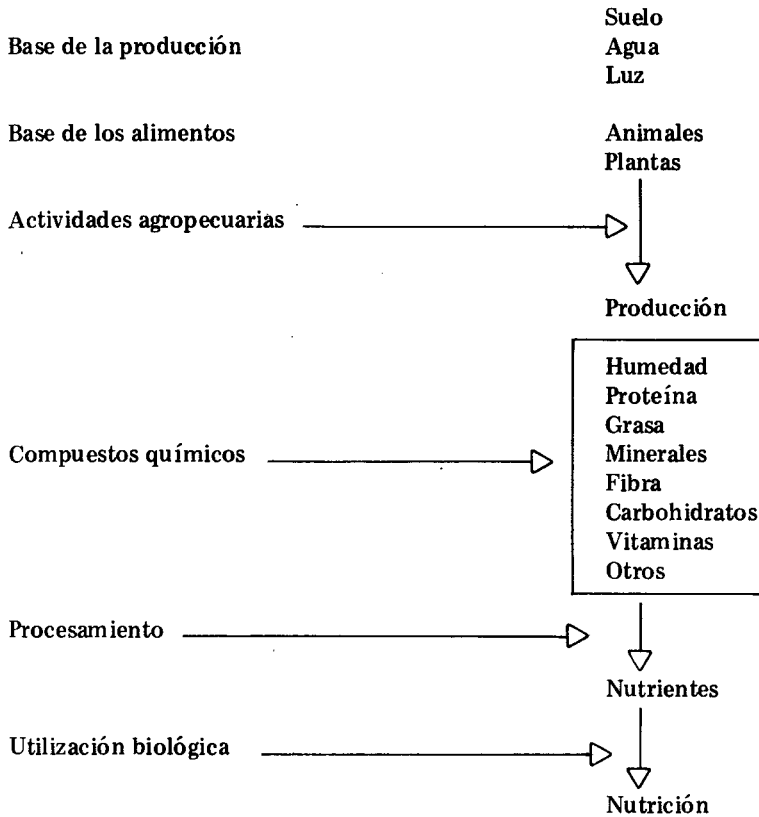 Suelo
Base de la producción Agua
Luz
Base de los alimentos Animales
Plantas
Actividades agropecuarias
Producción
Humedad
Proteína
Grasa
Compuestos químicos Minerales
Fibra
Carbohidratos
Vitaminas
Otros
Procesamiento
Nutrientes
Utilización biológica
Nutrición